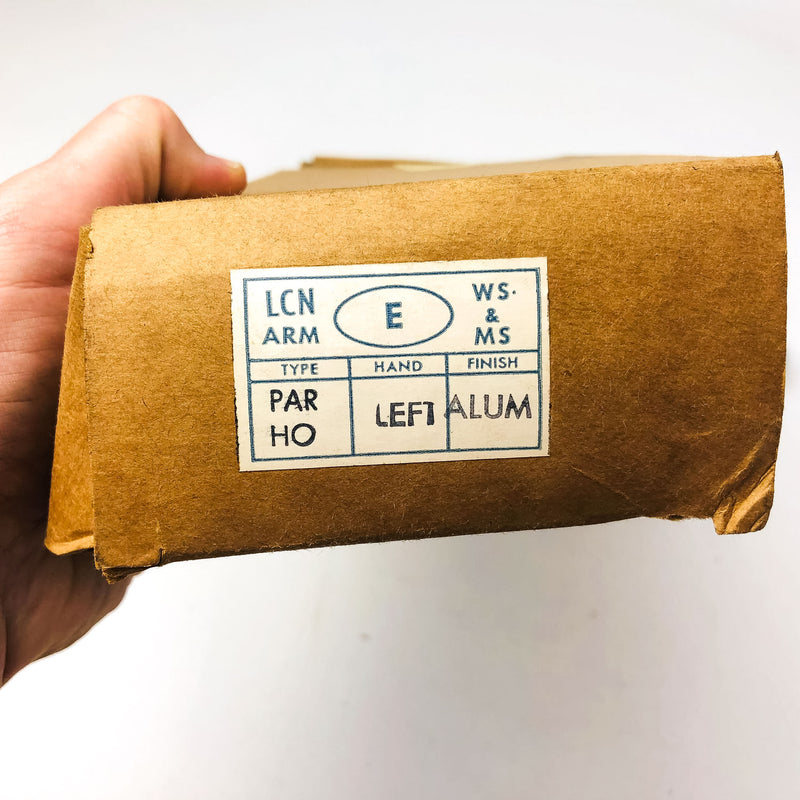 LCN E WS.
ARM &
MS
TYPE HAND FINISH
PAR LEFT ALUM
HO